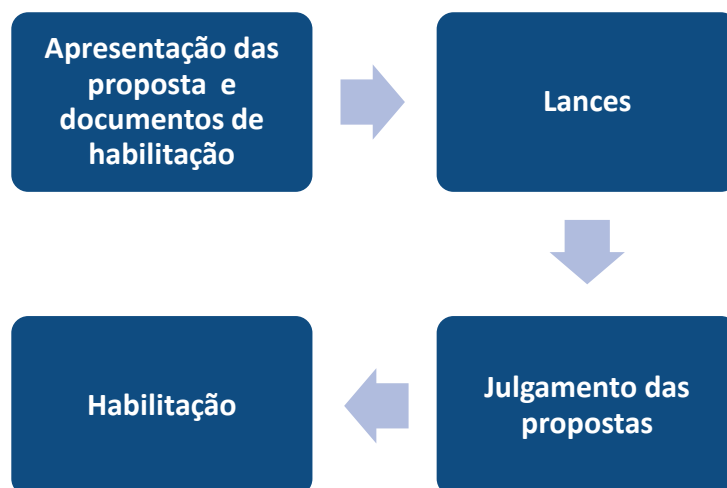 Apresentação das
proposta e
documentos de
habilitação
Lances
Julgamento das
propostas
Habilitação